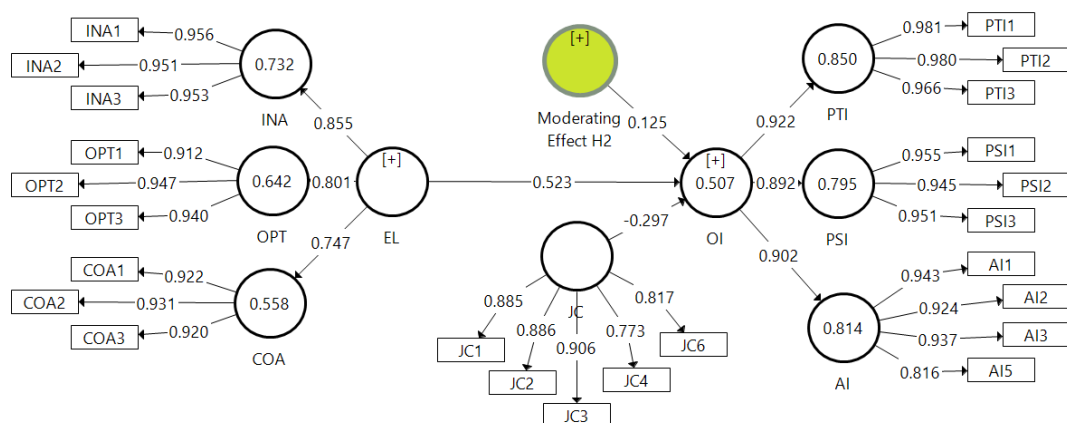 INA1
0.956
INA2
0.951
0.732
INA3
0.953
INA
0.855
OPT1
0.912
OPT2
0.947
0.642
0.801
OPT3
0.940
OPT
[+]
EL
0.747
COA1
0.922
COA2
0.931
0.558
COA3
0.920
COA
[+]
Moderating
Effect H2
0.125
0.523
[+]
0.507
OI
-0.297
JC
0.885
0.886
0.906
0.773
0.817
JC1
JC2
JC3
JC4
JC6
0.922
0.892
0.902
0.850
PTI
0.981
PTI1
0.980
PTI2
0.966
PTI3
0.795
PSI
0.955
PSI1
0.945
PSI2
0.951
PSI3
0.814
AI
0.943
AI1
0.924
AI2
0.937
AI3
0.816
AI5